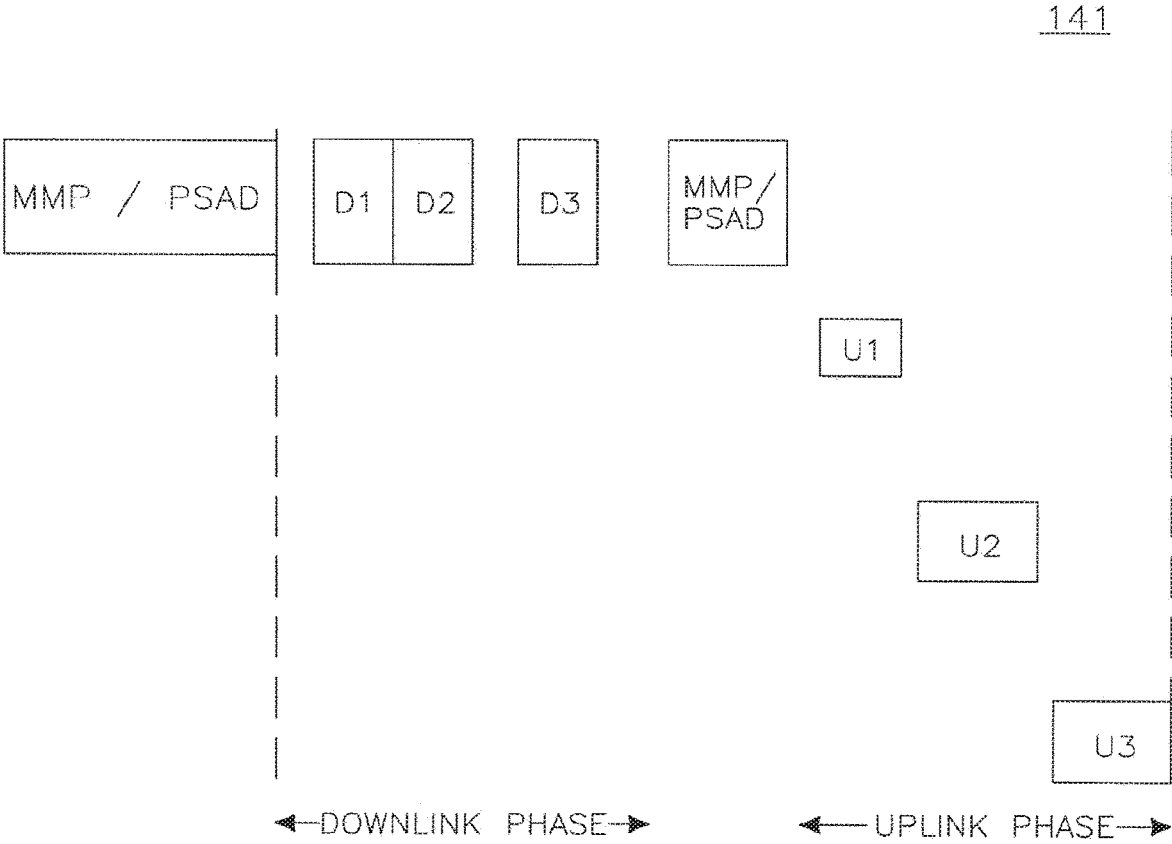 141
MMP / PSAD
D1
D2
D3
MMP/
PSAD
U1
U2
U3
DOWNLINK PHASE
UPLINK PHASE